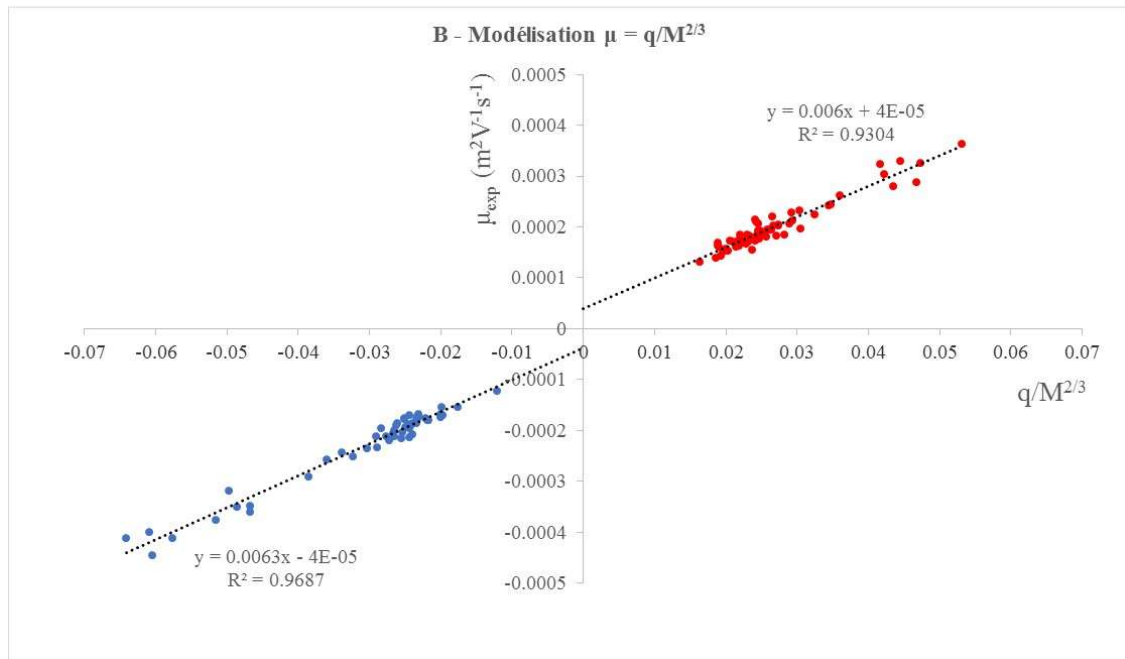 B - Modélisation μ = q/M^2/3
μexp (m²V⁻¹s⁻¹)
0.0005
0.0004
0.0003
0.0002
0.0001
0
-0.0001
-0.0002
-0.0003
-0.0004
-0.0005
y = 0.006x + 4E-05
R² = 0.9304
-0.07 -0.06 -0.05 -0.04 -0.03 -0.02 -0.01 0 0.01 0.02 0.03 0.04 0.05 0.06 0.07
q/M^2/3
y = 0.0063x - 4E-05
R² = 0.9687